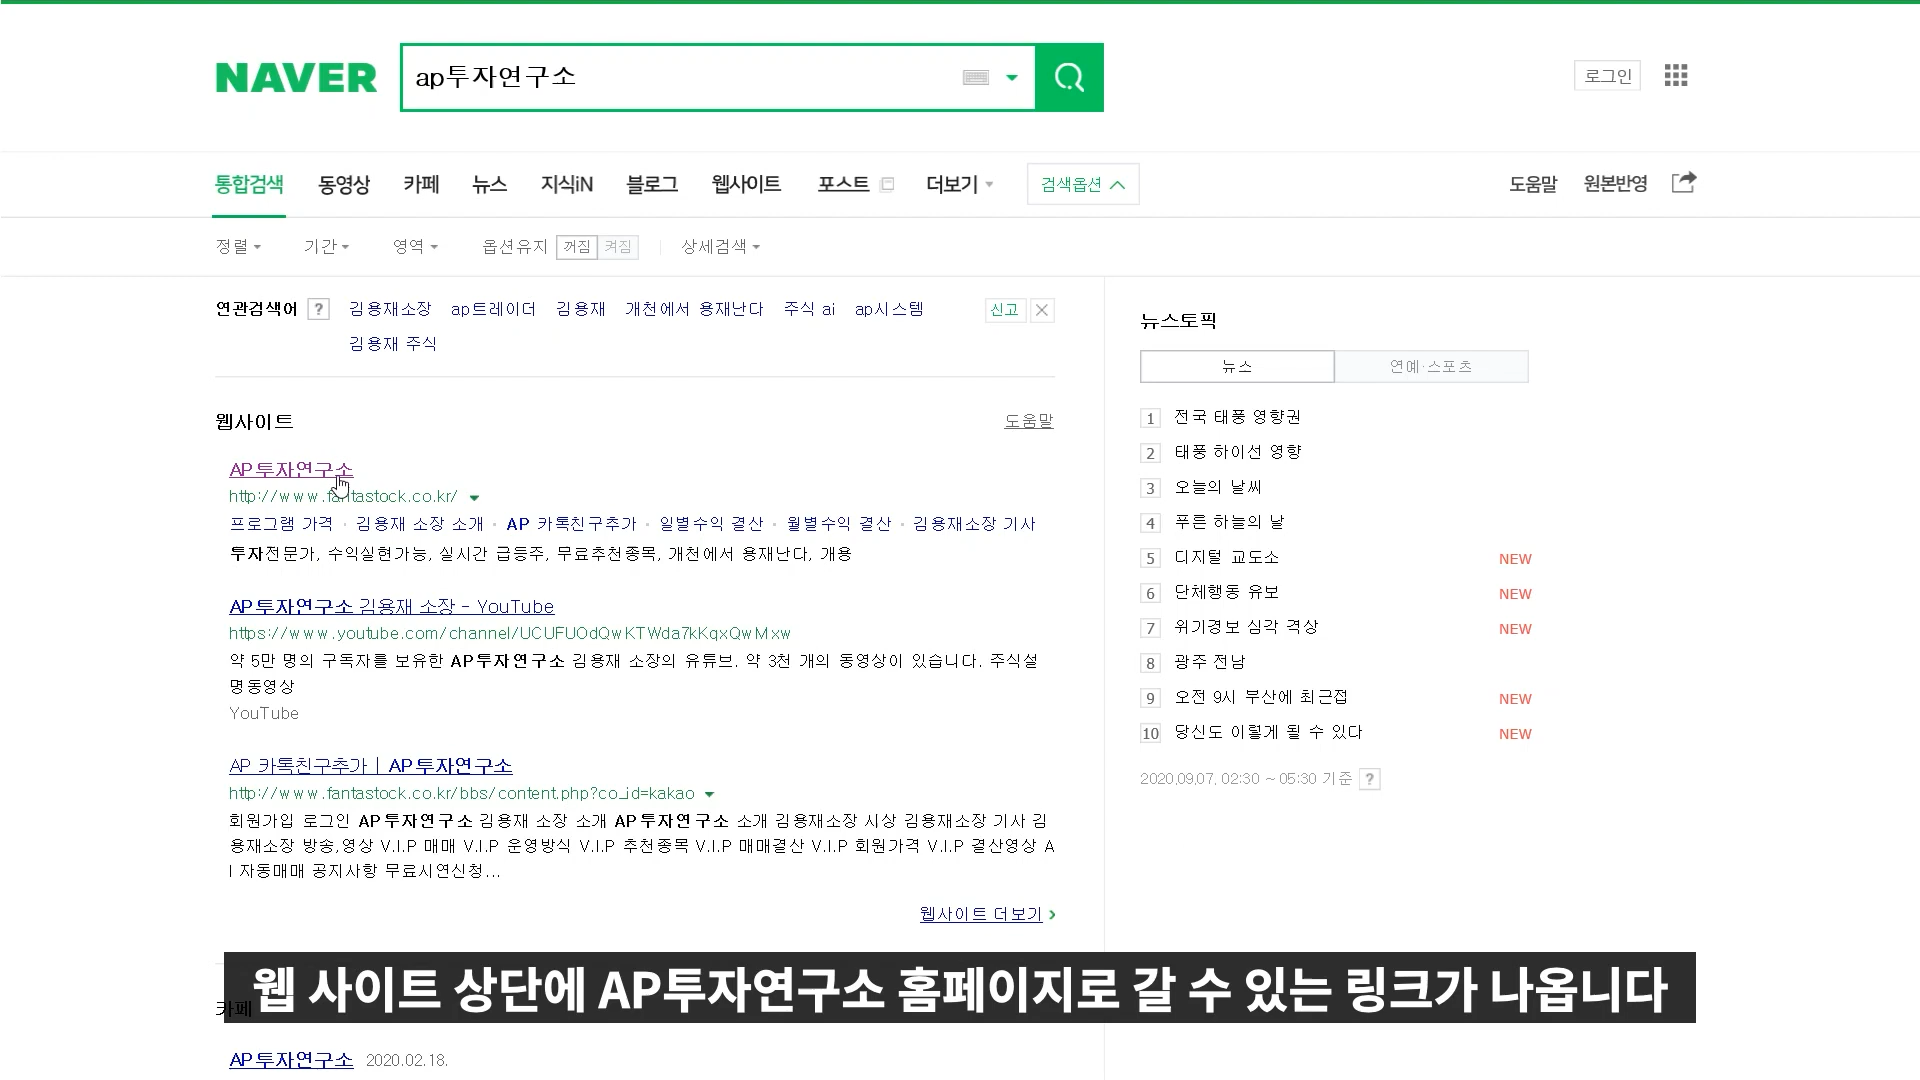 NAVER
ap투자연구소
로그인
통합검색 동영상 카페 뉴스 지식iN 블로그 웹사이트 포스트 더보기 검색옵션 도움말 원본반영
정렬 기간 영역 옵션유지 꺼짐 켜짐 상세검색
연관검색어 ? 김용재소장 ap트레이더 김용재 개천에서 용재난다 주식 ai ap시스템 신고
김용재 주식
웹사이트 도움말
AP투자연구소
http://www.fantastock.co.kr/
프로그램 가격 · 김용재 소장 소개 · AP 카톡친구추가 · 일별수익 결산 · 월별수익 결산 · 김용재소장 기사
투자전문가, 수익실현가능, 실시간 급등주, 무료추천종목, 개천에서 용재난다, 개용
AP투자연구소 김용재 소장 - YouTube
https://www.youtube.com/channel/UCUFUOdQwKTWda7kKqxQwMxw
약 5만 명의 구독자를 보유한 AP투자연구소 김용재 소장의 유튜브. 약 3천 개의 동영상이 있습니다. 주식설
명동영상
YouTube
AP 카톡친구추가 | AP투자연구소
http://www.fantastock.co.kr/bbs/content.php?co_id=kakao
회원가입 로그인 AP투자연구소 김용재 소장 소개 AP투자연구소 소개 김용재소장 시상 김용재소장 기사 김
용재소장 방송,영상 V.I.P 매매 V.I.P 운영방식 V.I.P 추천종목 V.I.P 매매결산 V.I.P 회원가격 V.I.P 결산영상 A
I 자동매매 공지사항 무료시연신청...
웹사이트 더보기
카페
AP투자연구소 2020.02.18.
뉴스토픽
뉴스 연예·스포츠
1 전국 태풍 영향권
2 태풍 하이선 영향
3 오늘의 날씨
4 푸른 하늘의 날
5 디지털 교도소 NEW
6 단체행동 유보 NEW
7 위기경보 심각 격상 NEW
8 광주 전남
9 오전 9시 부산에 최근접 NEW
10 당신도 이렇게 될 수 있다 NEW
2020.09.07. 02:30 ~ 05:30 기준 ?
웹 사이트 상단에 AP투자연구소 홈페이지로 갈 수 있는 링크가 나옵니다